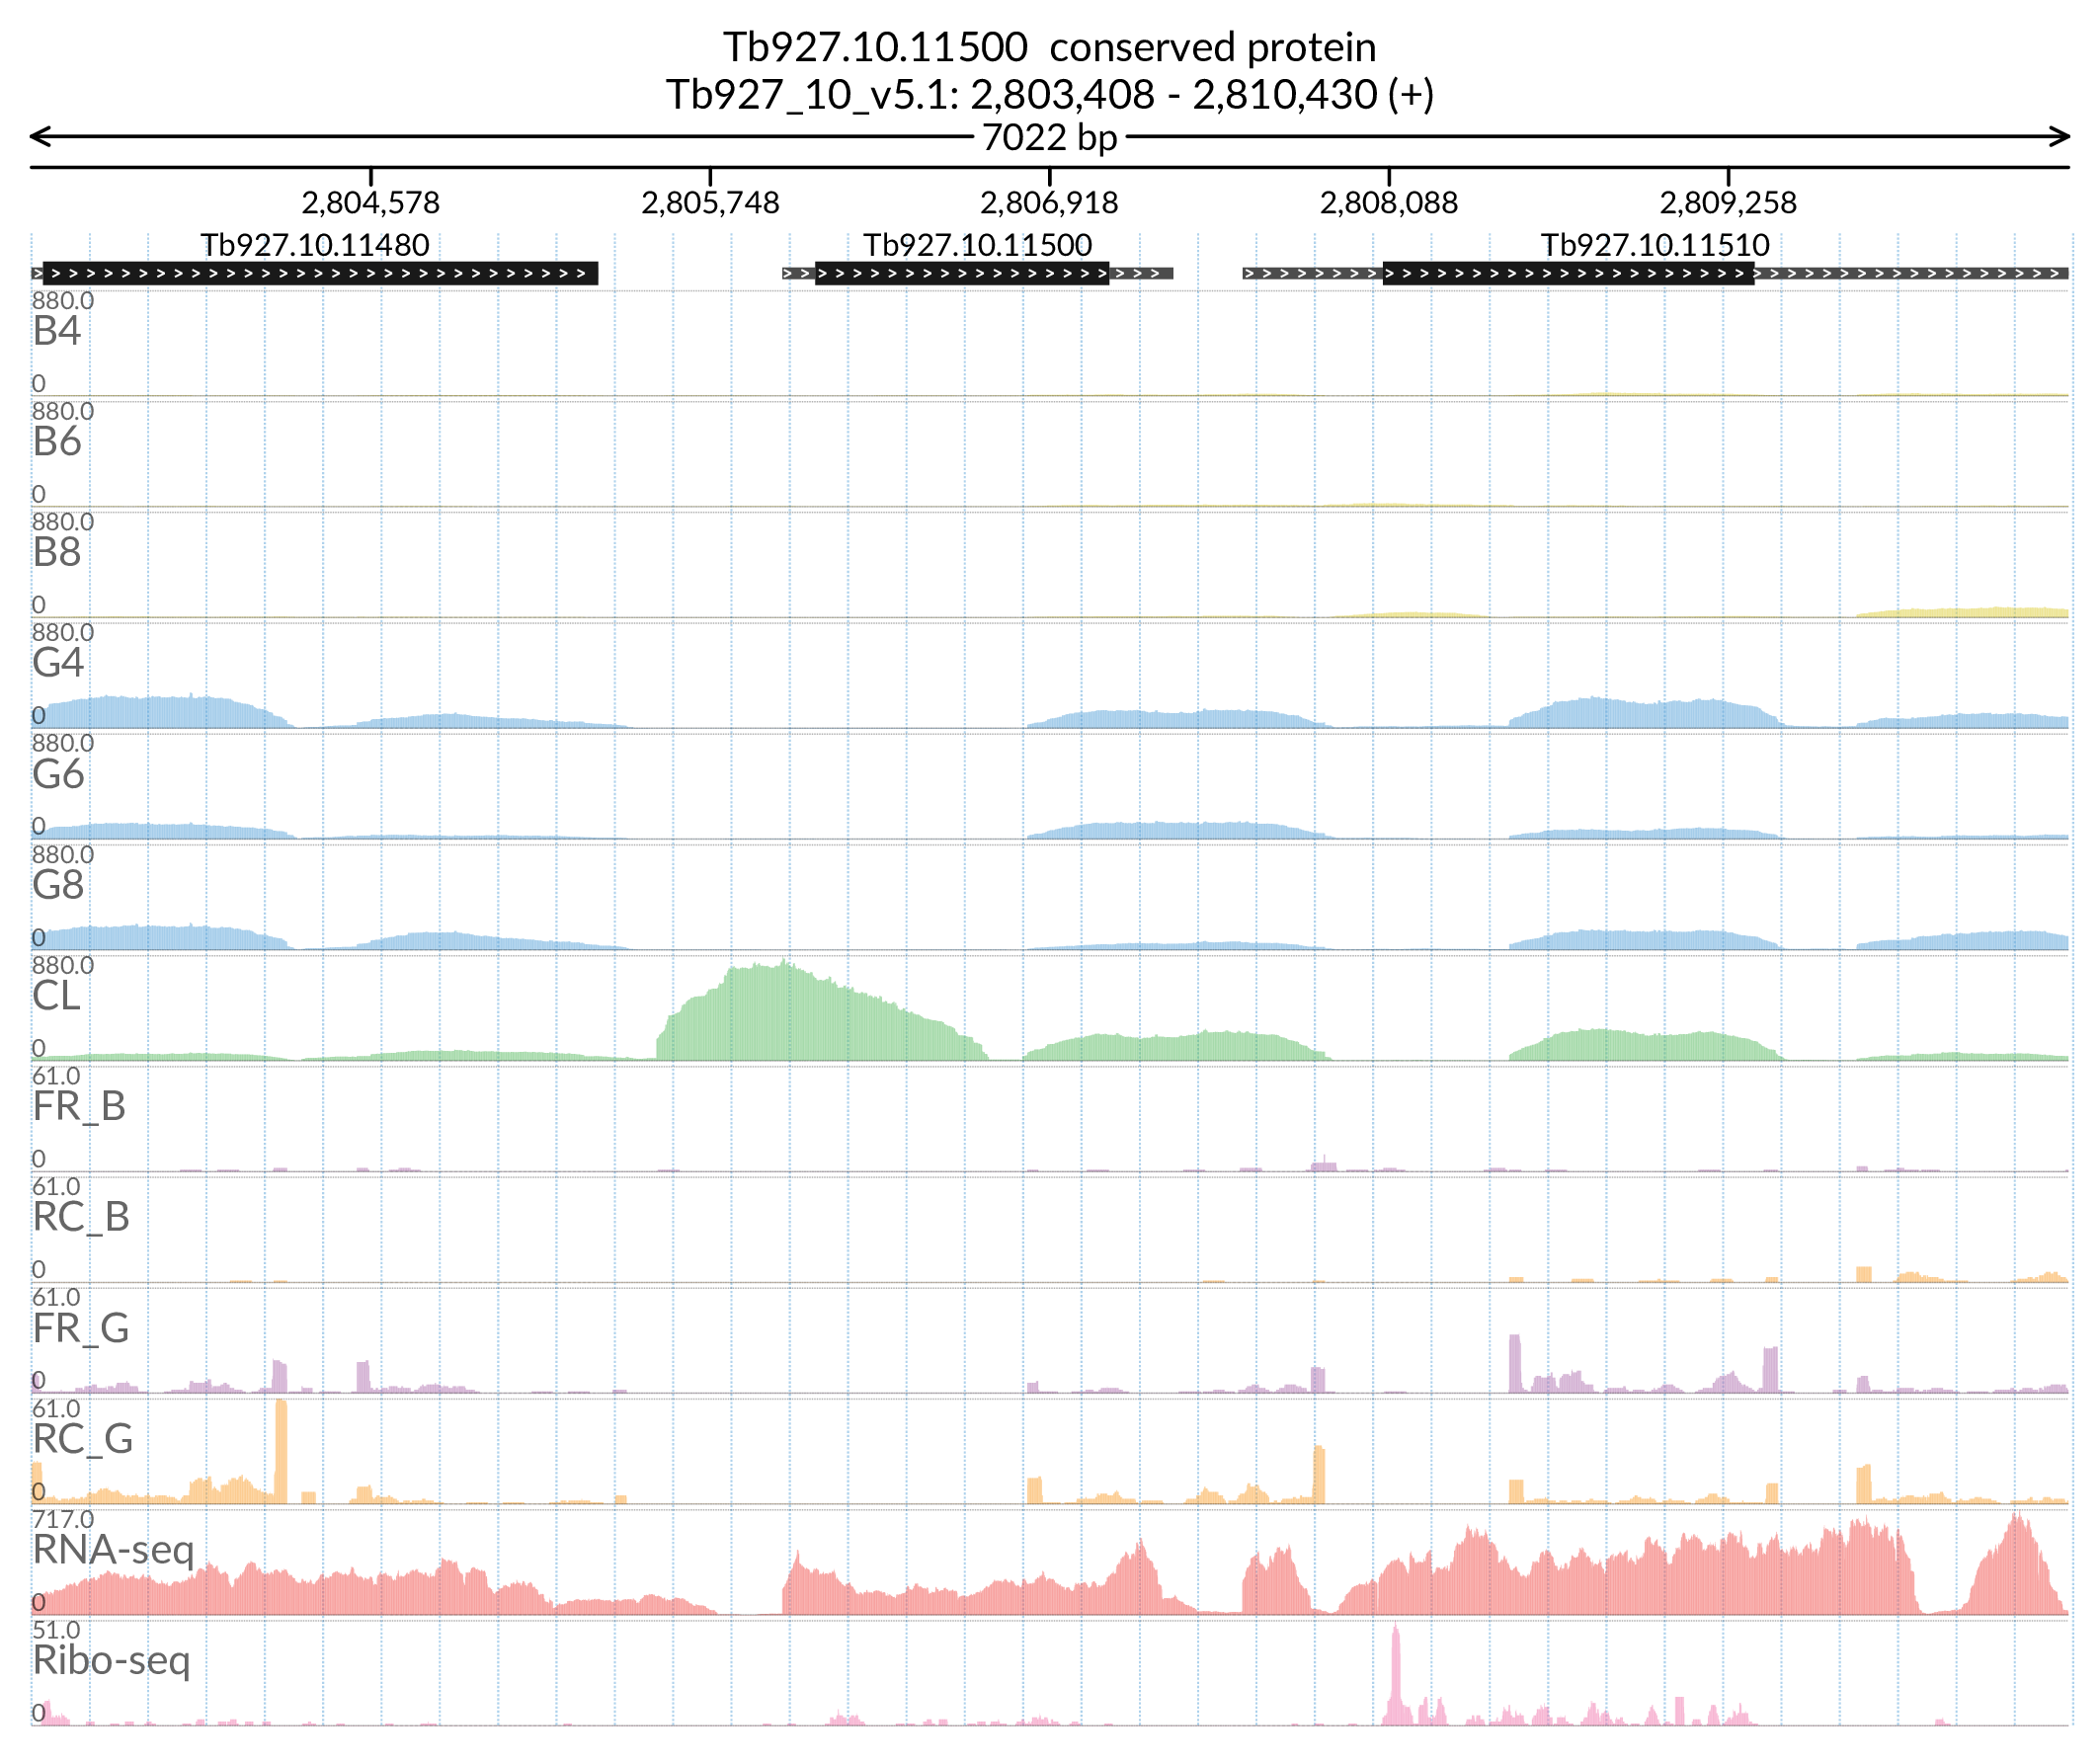 Tb927.10.11500 conserved protein
Tb927_10_v5.1: 2,803,408 - 2,810,430 (+)
7022 bp
2,804,578 2,805,748 2,806,918 2,808,088 2,809,258
Tb927.10.11480 Tb927.10.11500 Tb927.10.11510
880.0
B4
0
880.0
B6
0
880.0
B8
0
880.0
G4
0
880.0
G6
0
880.0
G8
0
880.0
CL
0
61.0
FR_B
0
61.0
RC_B
0
61.0
FR_G
0
61.0
RC_G
0
717.0
RNA-seq
0
51.0
Ribo-seq
0